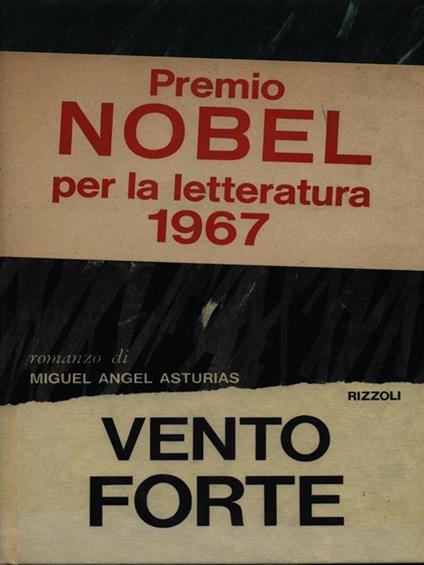 Premio
NOBEL
per la letteratura
1967
romanzo di
MIGUEL ANGEL ASTURIAS
RIZZOLI
VENTO
FORTE